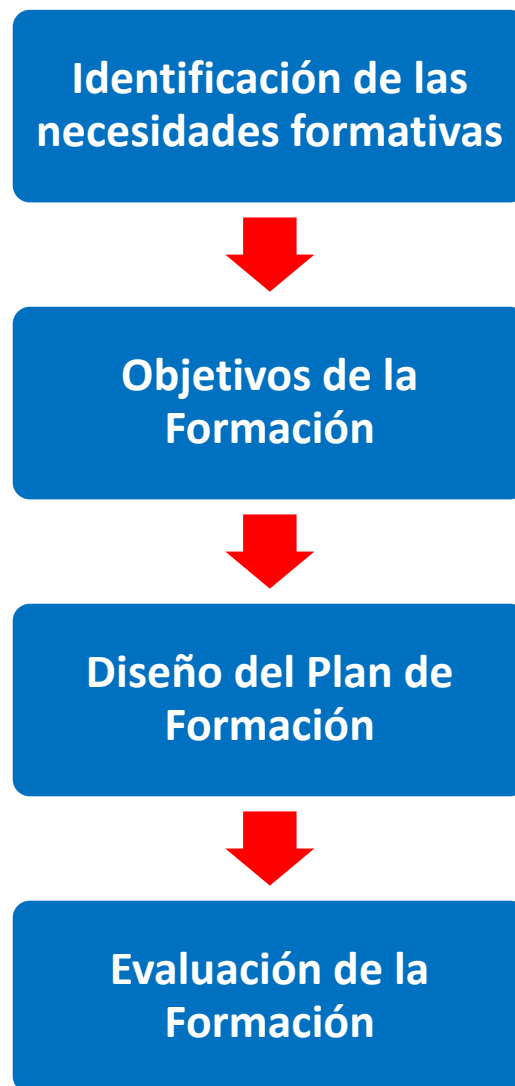 Identificación de las
necesidades formativas
Objetivos de la
Formación
Diseño del Plan de
Formación
Evaluación de la
Formación